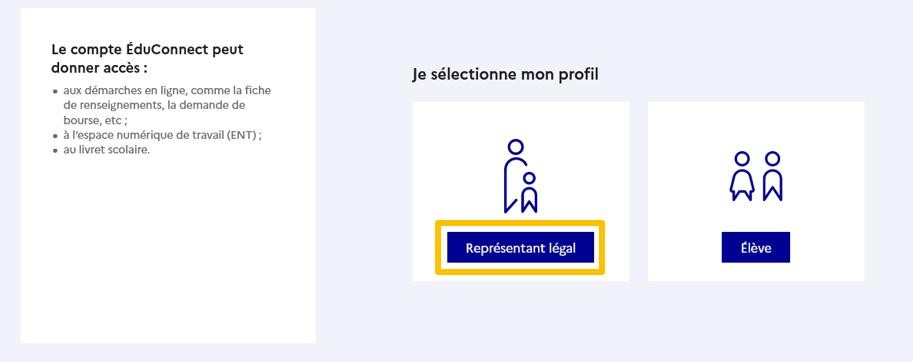 Le compte ÉduConnect peut
donner accès :
• aux démarches en ligne, comme la fiche
de renseignements, la demande de
bourse, etc ;
• à l'espace numérique de travail (ENT) ;
• au livret scolaire.
Je sélectionne mon profil
Représentant légal
Élève